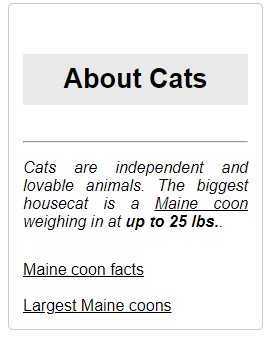 About Cats
Cats are independent and
lovable animals. The biggest
housecat is a Maine coon
weighing in at up to 25 lbs..
Maine coon facts
Largest Maine coons